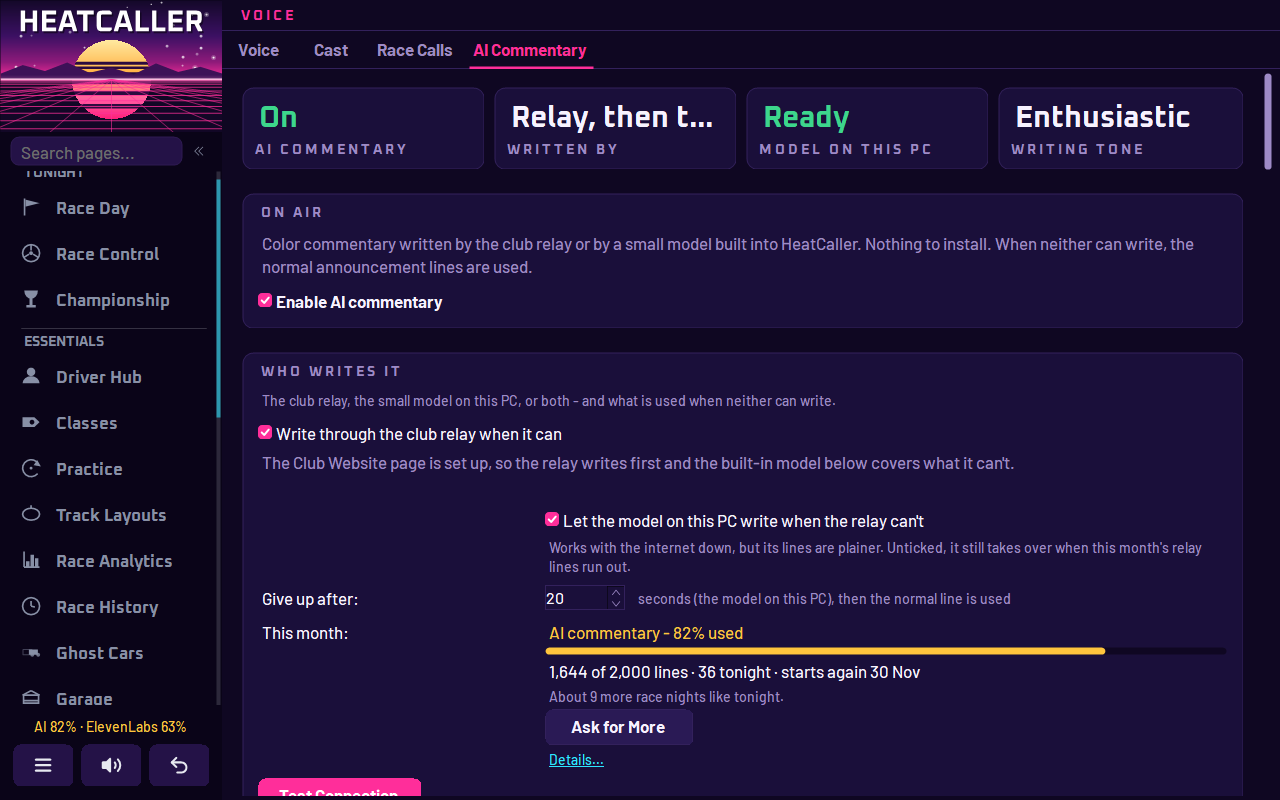 HEATCALLER
VOICE
Voice
Cast
Race Calls
AI Commentary
Search pages...
«
On
AI COMMENTARY
Relay, then t...
WRITTEN BY
Ready
MODEL ON THIS PC
Enthusiastic
WRITING TONE
TONIGHT
Race Day
Race Control
Championship
ESSENTIALS
Driver Hub
Classes
Practice
Track Layouts
Race Analytics
Race History
Ghost Cars
Garage
AI 82% · ElevenLabs 63%
ON AIR
Color commentary written by the club relay or by a small model built into HeatCaller. Nothing to install. When neither can write, the
normal announcement lines are used.
Enable AI commentary
WHO WRITES IT
The club relay, the small model on this PC, or both - and what is used when neither can write.
Write through the club relay when it can
The Club Website page is set up, so the relay writes first and the built-in model below covers what it can't.
Let the model on this PC write when the relay can't
Works with the internet down, but its lines are plainer. Unticked, it still takes over when this month's relay
lines run out.
Give up after:
20
seconds (the model on this PC), then the normal line is used
This month:
AI commentary - 82% used
1,644 of 2,000 lines · 36 tonight · starts again 30 Nov
About 9 more race nights like tonight.
Ask for More
Details...
Test Connection